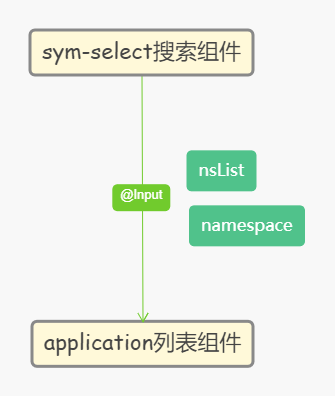 sym-select搜索组件
nsList
@Input
namespace
application列表组件